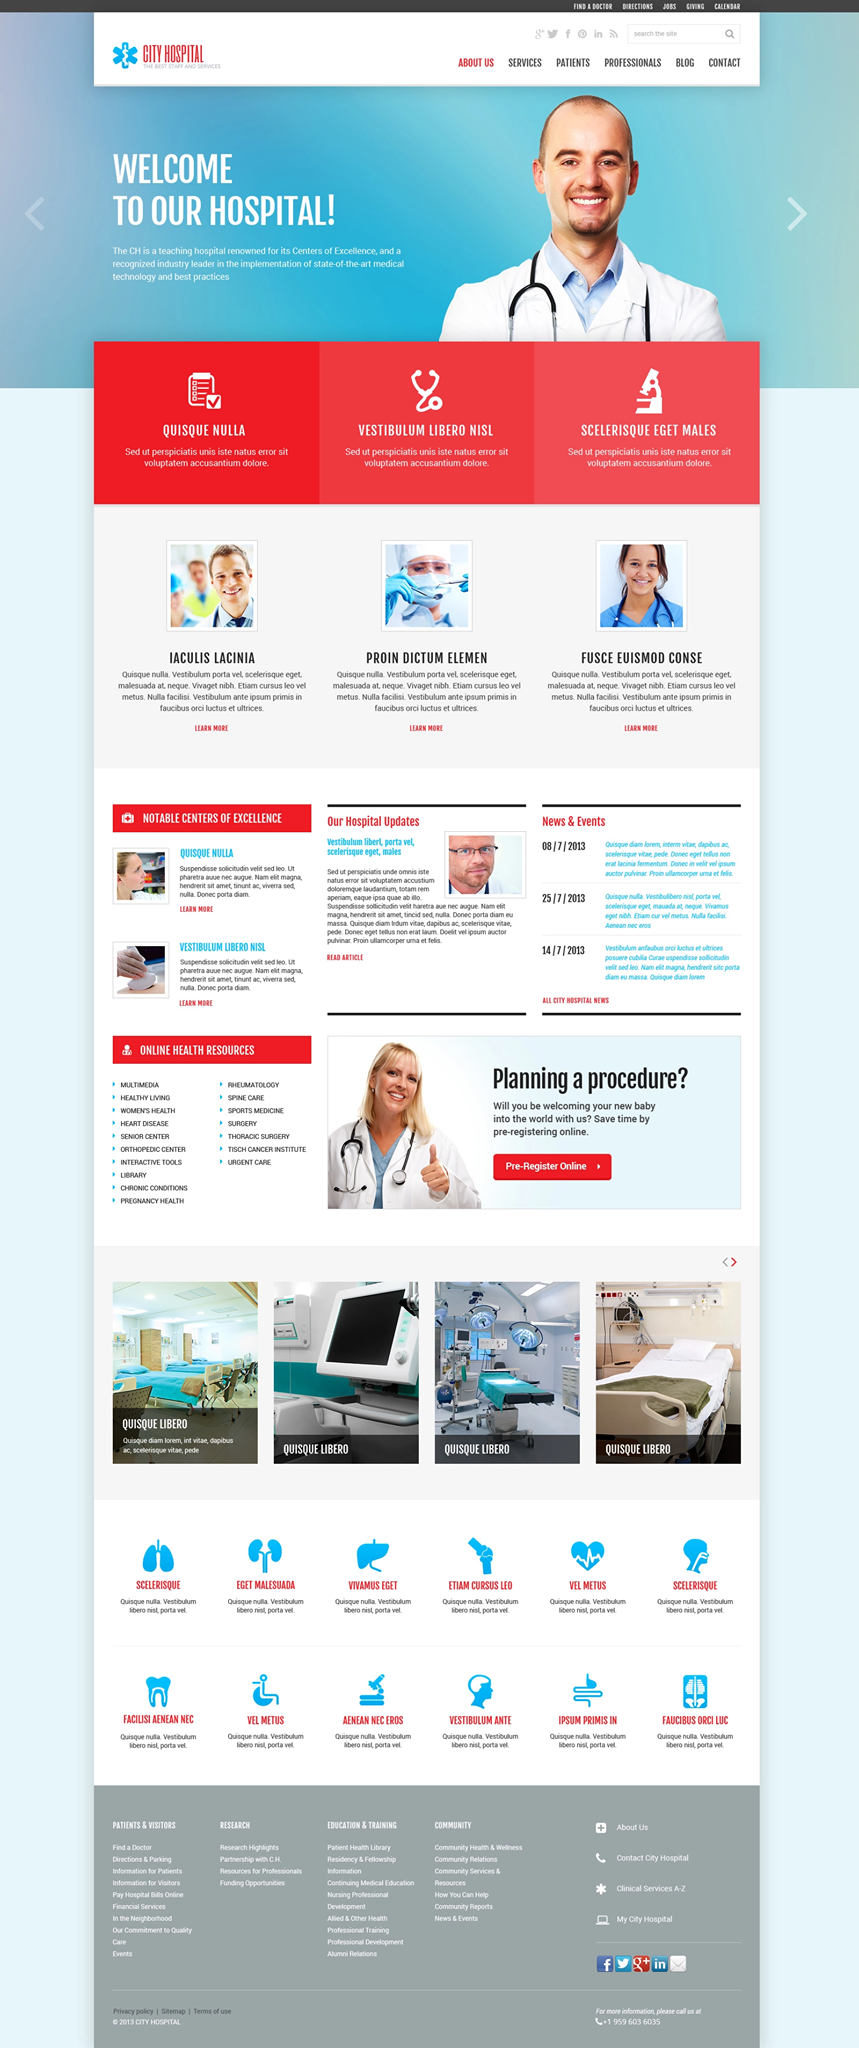 FIND A DOCTOR DIRECTIONS JOBS GIVING CALENDAR
search the site
CITY HOSPITAL
THE BEST STAFF AND SERVICES
ABOUT US SERVICES PATIENTS PROFESSIONALS BLOG CONTACT
WELCOME
TO OUR HOSPITAL!
The CH is a teaching hospital renowned for its Centers of Excellence, and a
recognized industry leader in the implementation of state-of-the-art medical
technology and best practices
QUISQUE NULLA
Sed ut perspiciatis unis iste natus error sit
voluptatem accusantium dolore.
VESTIBULUM LIBERO NISL
Sed ut perspiciatis unis iste natus error sit
voluptatem accusantium dolore.
SCELERISQUE EGET MALES
Sed ut perspiciatis unis iste natus error sit
voluptatem accusantium dolore.
IACULIS LACINIA
Quisque nulla. Vestibulum porta vel, scelerisque eget,
malesuada at, neque. Vivaget nibh. Etiam cursus leo vel
metus. Nulla facilisi. Vestibulum ante ipsum primis in
faucibus orci luctus et ultrices.
LEARN MORE
PROIN DICTUM ELEMEN
Quisque nulla. Vestibulum porta vel, scelerisque eget,
malesuada at, neque. Vivaget nibh. Etiam cursus leo vel
metus. Nulla facilisi. Vestibulum ante ipsum primis in
faucibus orci luctus et ultrices.
LEARN MORE
FUSCE EUISMOD CONSE
Quisque nulla. Vestibulum porta vel, scelerisque eget,
malesuada at, neque. Vivaget nibh. Etiam cursus leo vel
metus. Nulla facilisi. Vestibulum ante ipsum primis in
faucibus orci luctus et ultrices.
LEARN MORE
NOTABLE CENTERS OF EXCELLENCE
QUISQUE NULLA
Suspendisse solicitudin velit sed leo. Ut
pharetra auue nec augue. Nam elit magna,
hendrerit sit amet, tinunt ac, viverra sed,
nulla. Donec porta diam.
LEARN MORE
VESTIBULUM LIBERO NISL
Suspendisse solicitudin velit sed leo. Ut
pharetra auue nec augue. Nam elit magna,
hendrerit sit amet, tinunt ac, viverra sed,
nulla. Donec porta diam.
LEARN MORE
Our Hospital Updates
Vestibulum libert, porta vel,
scelerisque eget, males
Sed ut perspiciatis unde omnis iste
natus error sit voluptatem accustium
doloremque laudantium, totam rem
aperiam, eaque ipsa quae ab illo.
Suspendisse sollicitudin velit haretra aue nec augue. Nam elit
magna, hendrerit sit amet, tincid sed, nulla. Donec porta diam eu
massa. Quisque diam lrdum vitae, dapibus ac, scelerisque vitae,
pede. Donec eget tellus non erat laum. Doelit vel ipsum auctor
pulvinar. Proin ullamcorper urna et felis.
READ ARTICLE
News & Events
08 / 7 / 2013
Quisque diam lorem, interm vitae, dapibus ac,
scelerisque vitae, pede. Donec eget tellus non
erat lacinia fermentum. Donec in velit vel ipsum
auctor pulvinar. Proin ullamcorper urna et felis.
25 / 7 / 2013
Quisque nulla. Vestibulibero nisl, porta vel,
scelerisque eget, mauada at, neque. Vivamus
eget nibh. Etiam cur vel metus. Nulla facilisi.
Aenean nec eros
14 / 7 / 2013
Vestibulum anfaubus orci luctus et ultrices
posuere cubilia Curae uspendisse sollicitudin
velit sed leo. Nam elit magna, hendrerit sitc porta
diam eu massa. Quisque diam lorem
ALL CITY HOSPITAL NEWS
ONLINE HEALTH RESOURCES
MULTIMEDIA
HEALTHY LIVING
WOMEN'S HEALTH
HEART DISEASE
SENIOR CENTER
ORTHOPEDIC CENTER
INTERACTIVE TOOLS
LIBRARY
CHRONIC CONDITIONS
PREGNANCY HEALTH
RHEUMATOLOGY
SPINE CARE
SPORTS MEDICINE
SURGERY
THORACIC SURGERY
TISCH CANCER INSTITUTE
URGENT CARE
Planning a procedure?
Will you be welcoming your new baby
into the world with us? Save time by
pre-registering online.
Pre-Register Online
QUISQUE LIBERO
Quisque diam lorem, int vitae, dapibus
ac, scelerisque vitae, pede
QUISQUE LIBERO
QUISQUE LIBERO
QUISQUE LIBERO
SCELERISQUE
Quisque nulla. Vestibulum
libero nisl, porta vel.
EGET MALESUADA
Quisque nulla. Vestibulum
libero nisl, porta vel.
VIVAMUS EGET
Quisque nulla. Vestibulum
libero nisl, porta vel.
ETIAM CURSUS LEO
Quisque nulla. Vestibulum
libero nisl, porta vel.
VEL METUS
Quisque nulla. Vestibulum
libero nisl, porta vel.
SCELERISQUE
Quisque nulla. Vestibulum
libero nisl, porta vel.
FACILISI AENEAN NEC
Quisque nulla. Vestibulum
libero nisl, porta vel.
VEL METUS
Quisque nulla. Vestibulum
libero nisl, porta vel.
AENEAN NEC EROS
Quisque nulla. Vestibulum
libero nisl, porta vel.
VESTIBULUM ANTE
Quisque nulla. Vestibulum
libero nisl, porta vel.
IPSUM PRIMIS IN
Quisque nulla. Vestibulum
libero nisl, porta vel.
FAUCIBUS ORCI LUC
Quisque nulla. Vestibulum
libero nisl, porta vel.
PATIENTS & VISITORS
Find a Doctor
Directions & Parking
Information for Patients
Information for Visitors
Pay Hospital Bills Online
Financial Services
In the Neighborhood
Our Commitment to Quality
Care
Events
RESEARCH
Research Highlights
Partnership with C.H.
Resources for Professionals
Funding Opportunities
EDUCATION & TRAINING
Patient Health Library
Residency & Fellowship
Information
Continuing Medical Education
Nursing Professional
Development
Allied & Other Health
Professional Training
Professional Development
Alumni Relations
COMMUNITY
Community Health & Wellness
Community Relations
Community Services &
Resources
How You Can Help
Community Reports
News & Events
About Us
Contact City Hospital
Clinical Services A-Z
My City Hospital
Privacy policy | Sitemap | Terms of use
© 2013 CITY HOSPITAL
For more information, please call us at
+1 959 603 6035